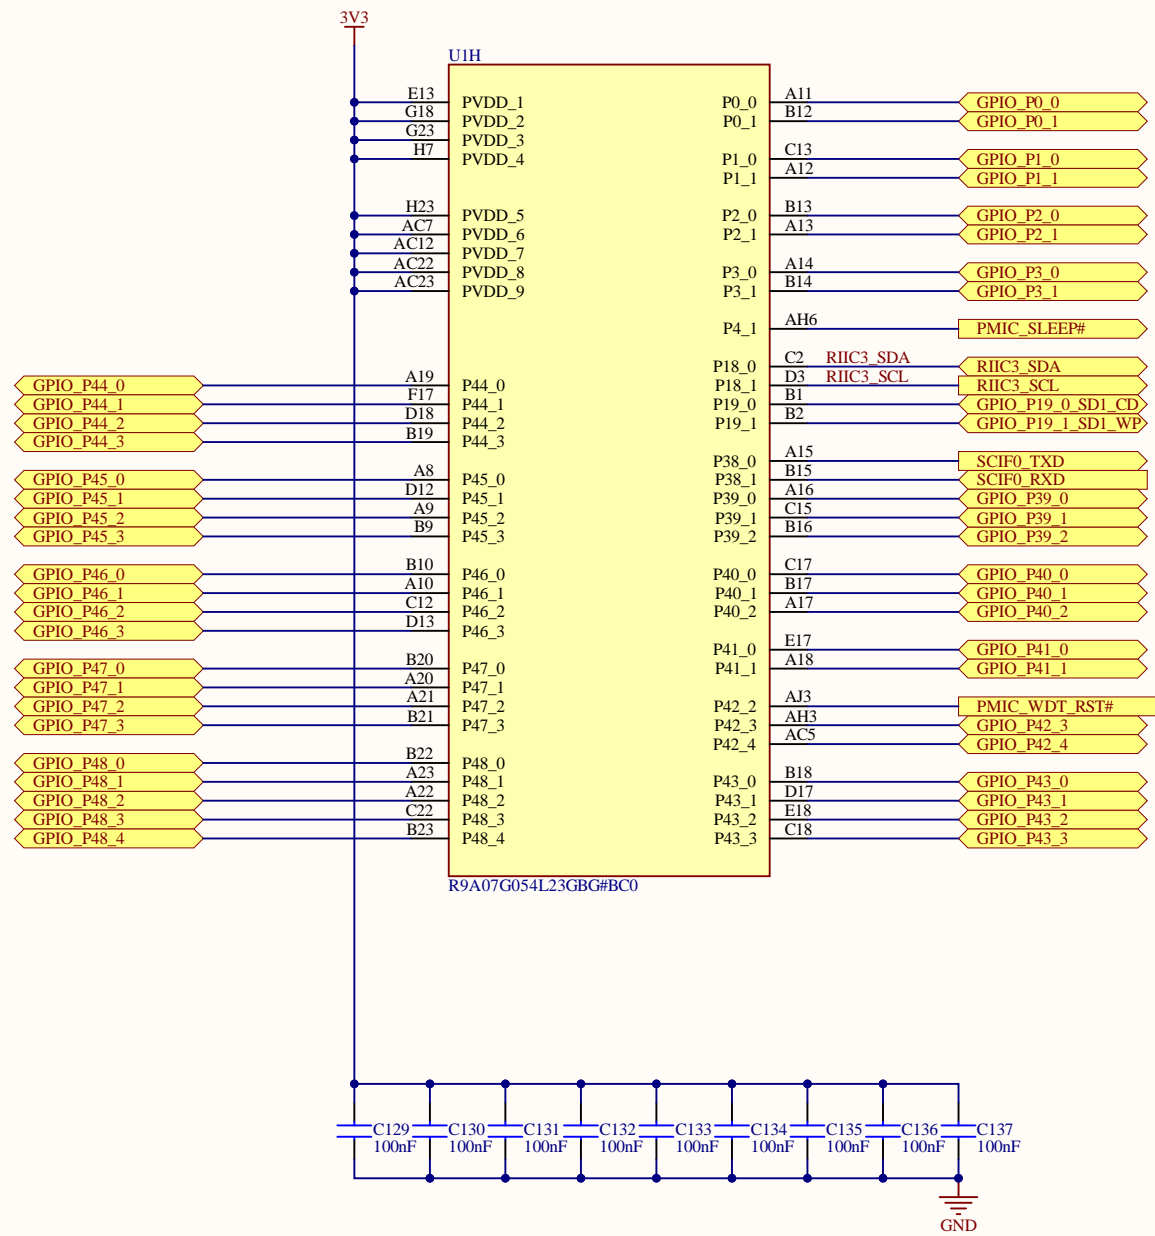 3V3
U1H
E13 PVDD_1 P0_0 A11 GPIO_P0_0
G18 PVDD_2 P0_1 B12 GPIO_P0_1
G23 PVDD_3
H7 PVDD_4 P1_0 C13 GPIO_P1_0
P1_1 A12 GPIO_P1_1
H23 PVDD_5 P2_0 B13 GPIO_P2_0
AC7 PVDD_6 P2_1 A13 GPIO_P2_1
AC12 PVDD_7
AC22 PVDD_8 P3_0 A14 GPIO_P3_0
AC23 PVDD_9 P3_1 B14 GPIO_P3_1
P4_1 AH6 PMIC_SLEEP#
P18_0 C2 RIIC3_SDA RIIC3_SDA
GPIO_P44_0 A19 P44_0 P18_1 D3 RIIC3_SCL RIIC3_SCL
GPIO_P44_1 F17 P44_1 P19_0 B1 GPIO_P19_0_SD1_CD
GPIO_P44_2 D18 P44_2 P19_1 B2 GPIO_P19_1_SD1_WP
GPIO_P44_3 B19 P44_3
P38_0 A15 SCIF0_TXD
GPIO_P45_0 A8 P45_0 P38_1 B15 SCIF0_RXD
GPIO_P45_1 D12 P45_1 P39_0 A16 GPIO_P39_0
GPIO_P45_2 A9 P45_2 P39_1 C15 GPIO_P39_1
GPIO_P45_3 B9 P45_3 P39_2 B16 GPIO_P39_2
GPIO_P46_0 B10 P46_0 P40_0 C17 GPIO_P40_0
GPIO_P46_1 A10 P46_1 P40_1 B17 GPIO_P40_1
GPIO_P46_2 C12 P46_2 P40_2 A17 GPIO_P40_2
GPIO_P46_3 D13 P46_3
P41_0 E17 GPIO_P41_0
GPIO_P47_0 B20 P47_0 P41_1 A18 GPIO_P41_1
GPIO_P47_1 A20 P47_1
GPIO_P47_2 A21 P47_2 P42_2 AJ3 PMIC_WDT_RST#
GPIO_P47_3 B21 P47_3 P42_3 AH3 GPIO_P42_3
P42_4 AC5 GPIO_P42_4
GPIO_P48_0 B22 P48_0
GPIO_P48_1 A23 P48_1 P43_0 B18 GPIO_P43_0
GPIO_P48_2 A22 P48_2 P43_1 D17 GPIO_P43_1
GPIO_P48_3 C22 P48_3 P43_2 E18 GPIO_P43_2
GPIO_P48_4 B23 P48_4 P43_3 C18 GPIO_P43_3
R9A07G054L23GBG#BC0
C129 C130 C131 C132 C133 C134 C135 C136 C137
100nF 100nF 100nF 100nF 100nF 100nF 100nF 100nF 100nF
GND